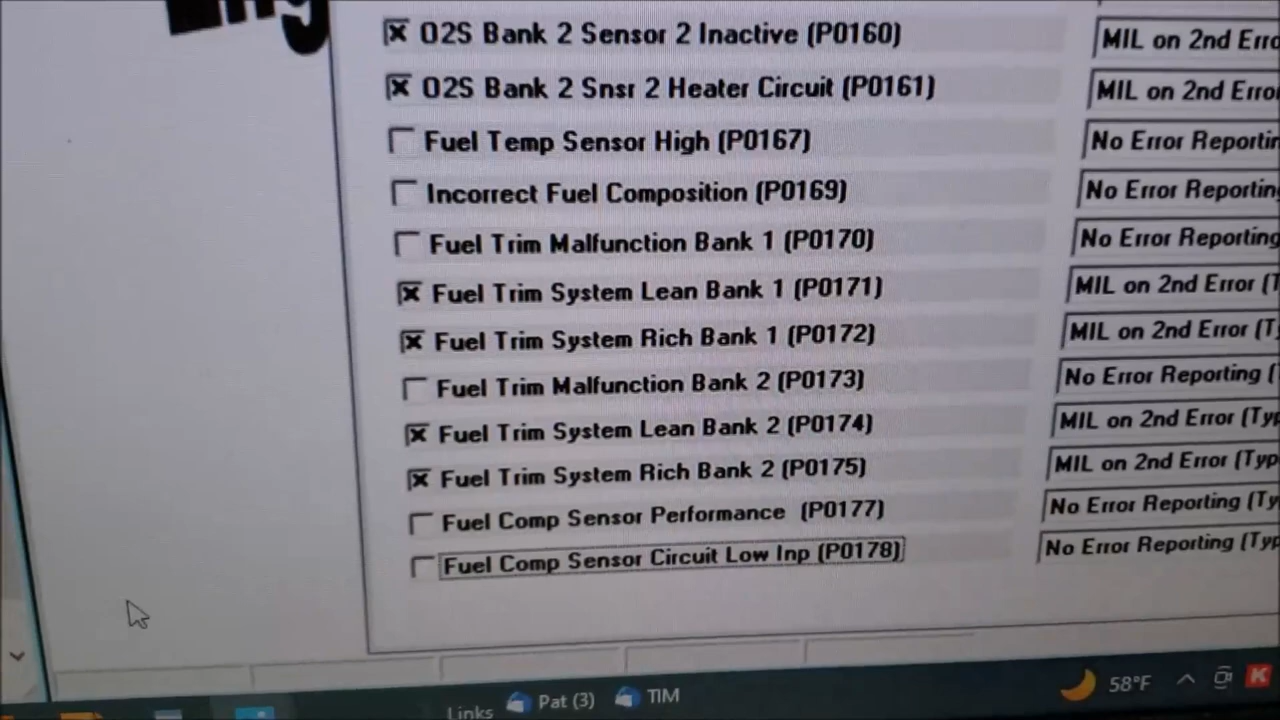 O2S Bank 2 Sensor 2 Inactive (P0160) MIL on 2nd Erro
O2S Bank 2 Snsr 2 Heater Circuit (P0161) MIL on 2nd Error
Fuel Temp Sensor High (P0167) No Error Reportin
Incorrect Fuel Composition (P0169) No Error Reporting
Fuel Trim Malfunction Bank 1 (P0170) No Error Reporting
Fuel Trim System Lean Bank 1 (P0171) MIL on 2nd Error (T
Fuel Trim System Rich Bank 1 (P0172) MIL on 2nd Error (T
Fuel Trim Malfunction Bank 2 (P0173) No Error Reporting (
Fuel Trim System Lean Bank 2 (P0174) MIL on 2nd Error (Ty
Fuel Trim System Rich Bank 2 (P0175) MIL on 2nd Error (Typ
Fuel Comp Sensor Performance (P0177) No Error Reporting (Ty
Fuel Comp Sensor Circuit Low Inp (P0178) No Error Reporting (Typ
Links Pat (3) TIM 58°F K